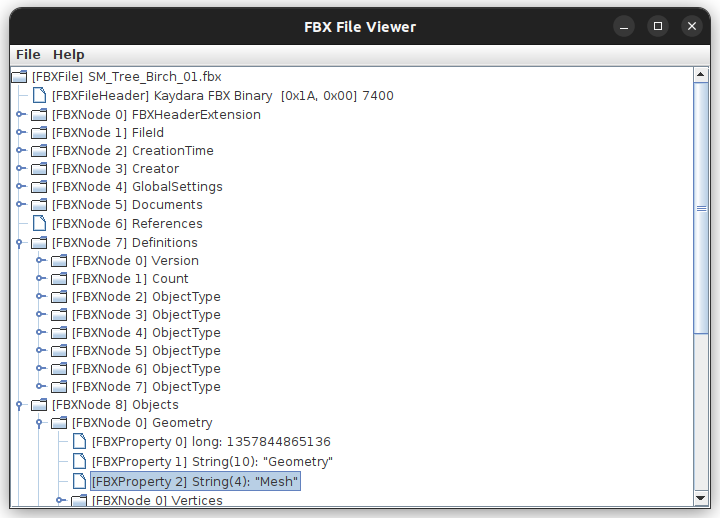 FBX File Viewer
File Help
[FBXFile] SM_Tree_Birch_01.fbx
[FBXFileHeader] Kaydara FBX Binary  [0x1A, 0x00] 7400
[FBXNode 0] FBXHeaderExtension
[FBXNode 1] FileId
[FBXNode 2] CreationTime
[FBXNode 3] Creator
[FBXNode 4] GlobalSettings
[FBXNode 5] Documents
[FBXNode 6] References
[FBXNode 7] Definitions
[FBXNode 0] Version
[FBXNode 1] Count
[FBXNode 2] ObjectType
[FBXNode 3] ObjectType
[FBXNode 4] ObjectType
[FBXNode 5] ObjectType
[FBXNode 6] ObjectType
[FBXNode 7] ObjectType
[FBXNode 8] Objects
[FBXNode 0] Geometry
[FBXProperty 0] long: 1357844865136
[FBXProperty 1] String(10): "Geometry"
[FBXProperty 2] String(4): "Mesh"
[FBXNode 0] Vertices